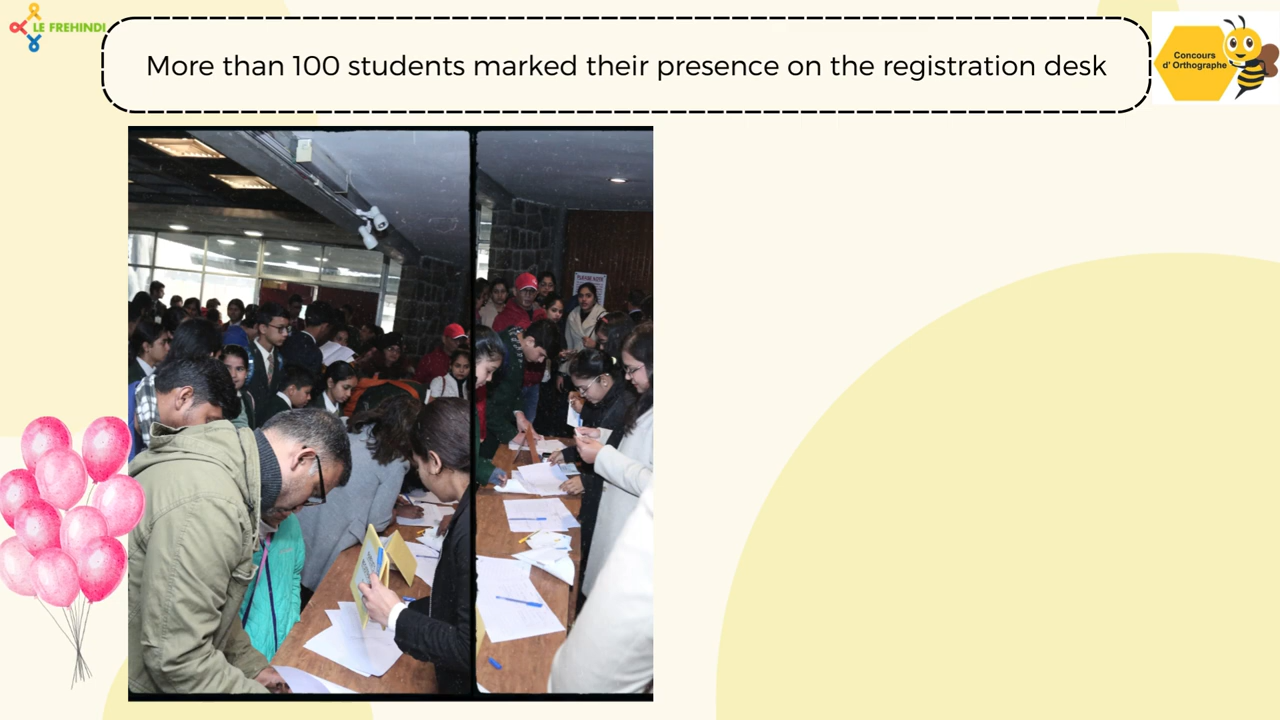 LE FREHINDI
More than 100 students marked their presence on the registration desk
Concours
d' Orthographe